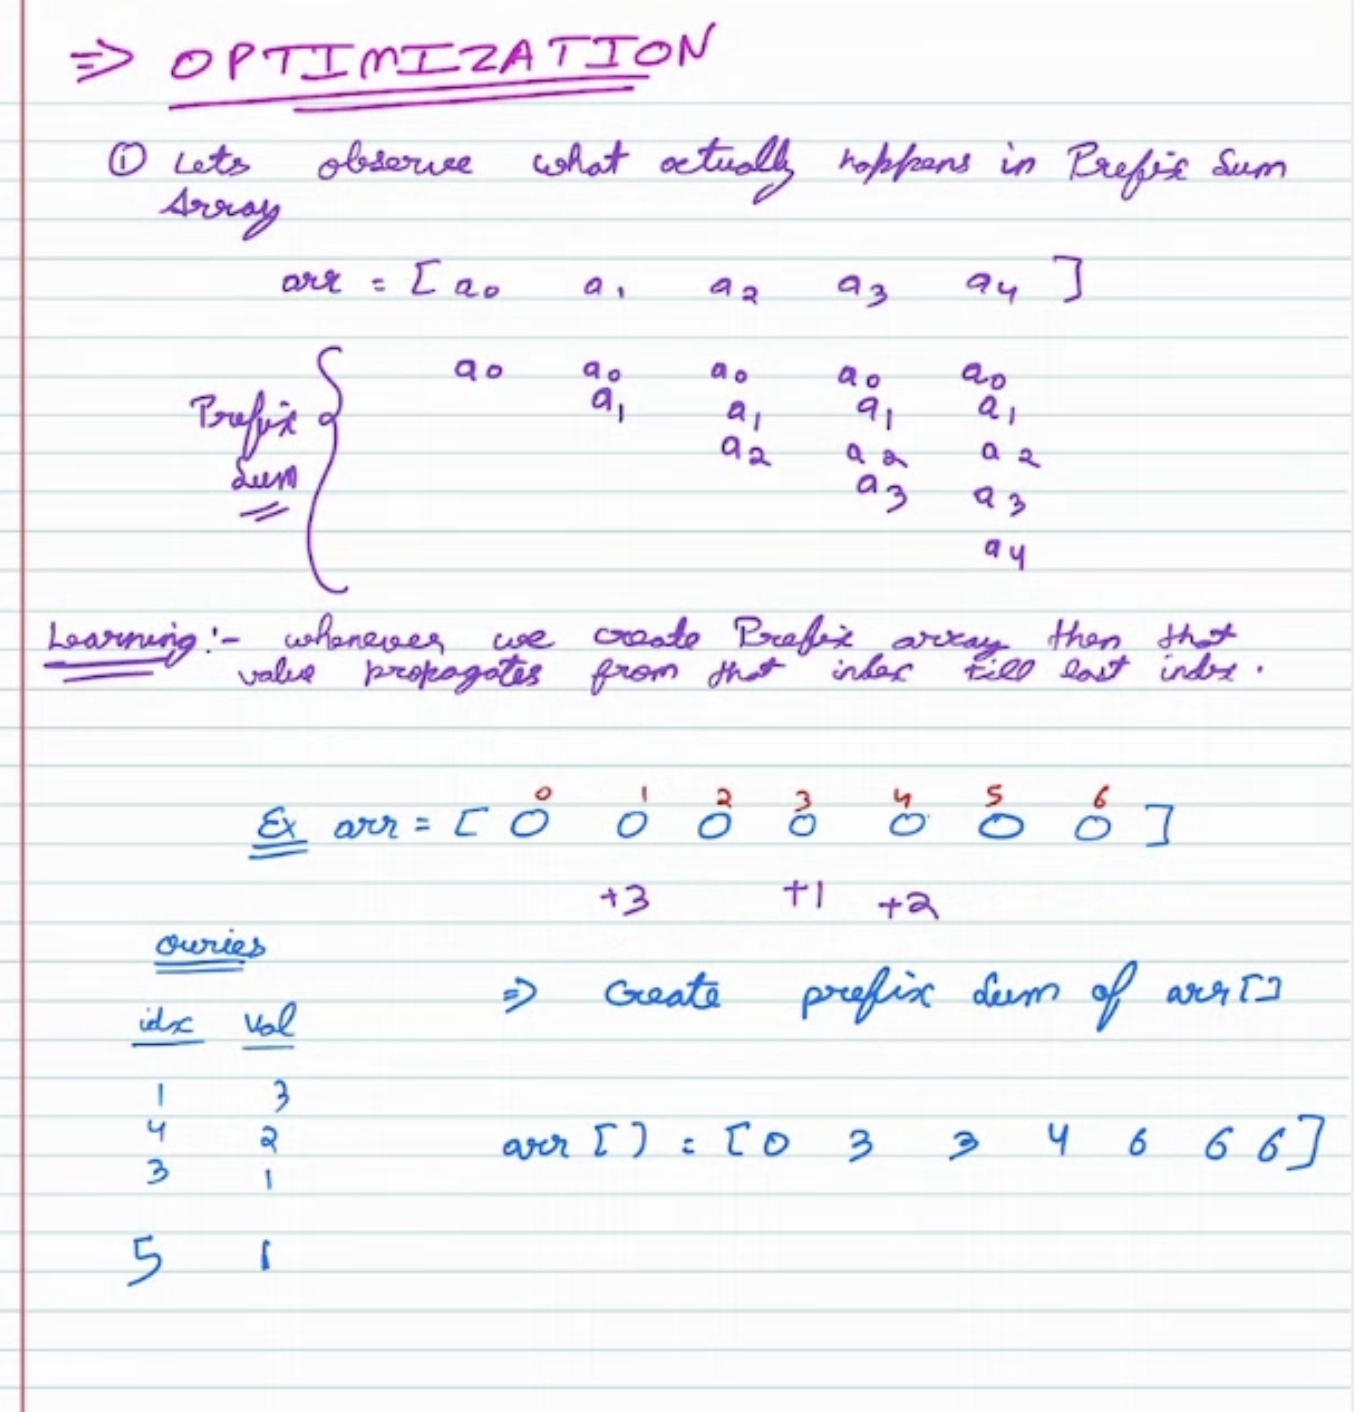 ⇒ OPTIMIZATION
① Lets observe what actually happens in Prefix Sum
Array
arr = [ a0 a1 a2 a3 a4 ]
a0 a0 a0 a0 a0
a1 a1 a1 a1
Prefix
a2 a2 a2
Sum
a3 a3
a4
Learning :- whenever we create Prefix array then that
value propagates from that index till last index.
0 1 2 3 4 5 6
Ex arr = [ 0 0 0 0 0 0 0 ]
+3 +1 +2
Ouries
⇒ Create prefix Sum of arr[]
idx Val
1 3
4 2
arr [ ] = [ 0 3 3 4 6 6 6 ]
3 1
5 1